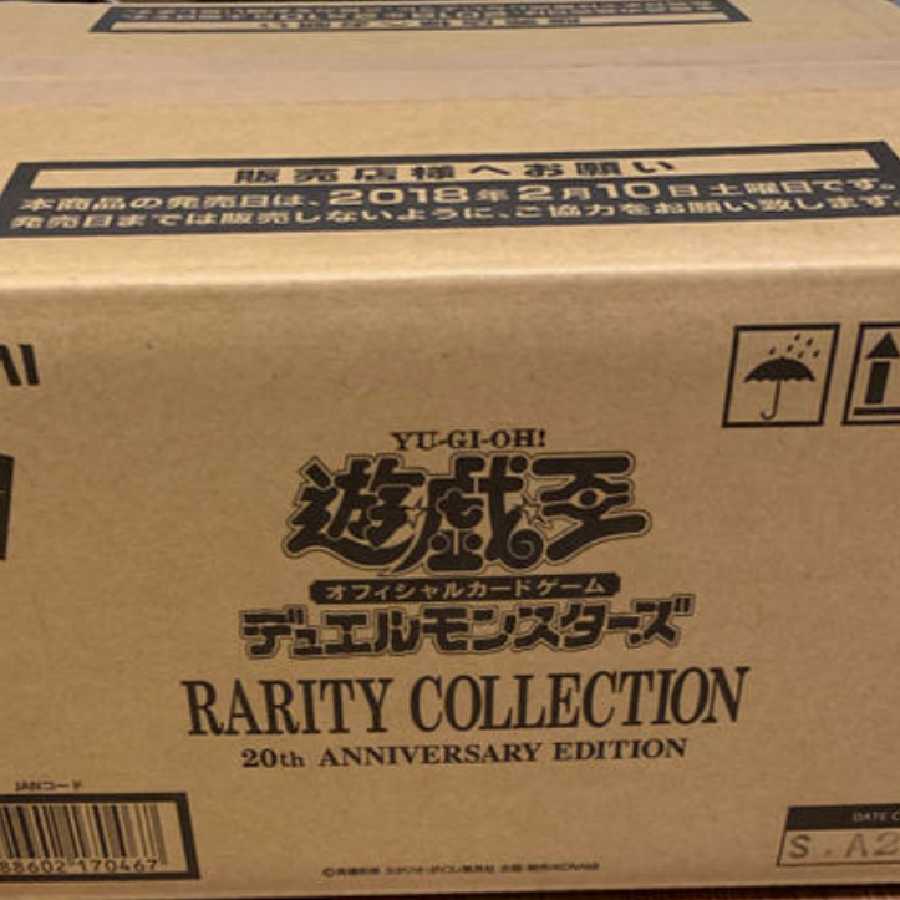 販売店様へお願い
本商品の発売日は、2018年2月10日土曜日です。
発売日までは販売しないように、ご協力をお願い致します。
YU-GI-OH!
遊戯王
オフィシャルカードゲーム
デュエルモンスターズ
RARITY COLLECTION
20th ANNIVERSARY EDITION
JANコード
88602 170467
DATE C
S.A2